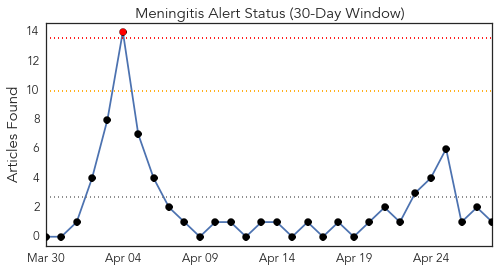 Meningitis Alert Status (30-Day Window)
Articles Found
14
12
10
8
6
4
2
0
Mar 30 Apr 04 Apr 09 Apr 14 Apr 19 Apr 24